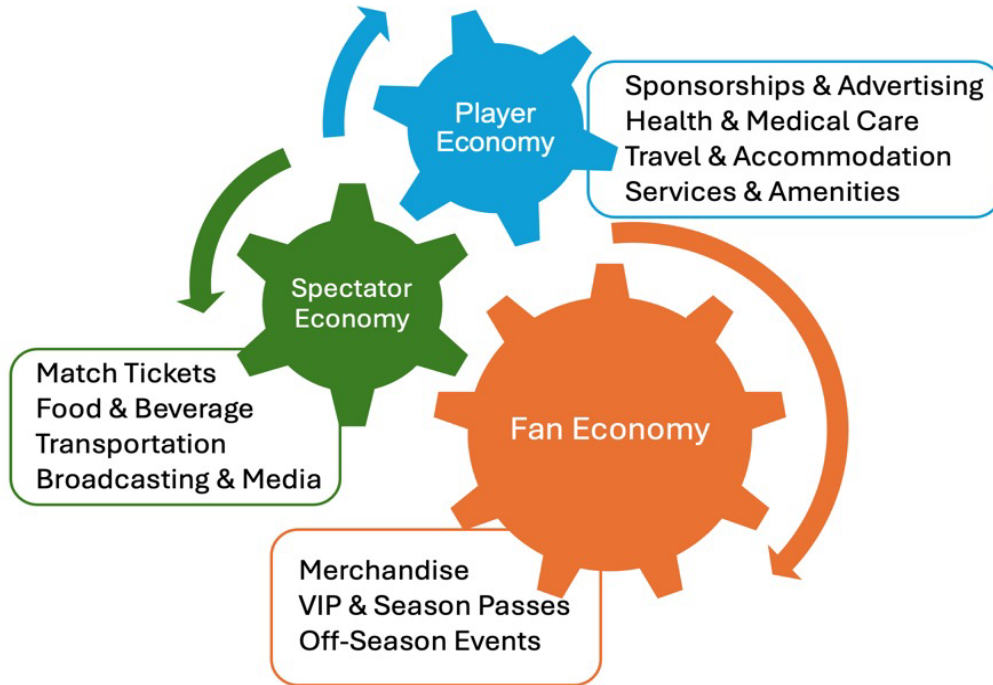 Player
Economy
Sponsorships & Advertising
Health & Medical Care
Travel & Accommodation
Services & Amenities
Spectator
Economy
Match Tickets
Food & Beverage
Transportation
Broadcasting & Media
Fan Economy
Merchandise
VIP & Season Passes
Off-Season Events